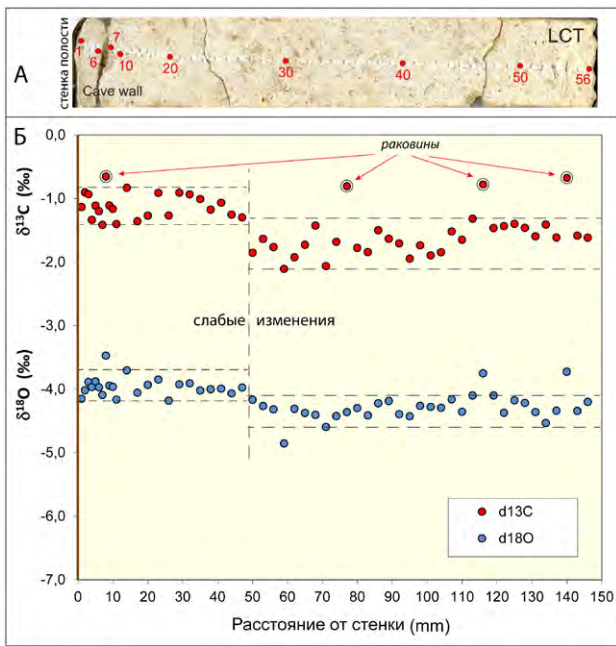 А
стенка полости
Cave wall
LCT
1
6
7
10
20
30
40
50
56
Б
раковины
слабые изменения
δ¹³C (‰)
δ¹⁸O (‰)
0,0
-1,0
-2,0
-3,0
-4,0
-5,0
-6,0
-7,0
d13C
d18O
0 10 20 30 40 50 60 70 80 90 100 110 120 130 140 150
Расстояние от стенки (mm)